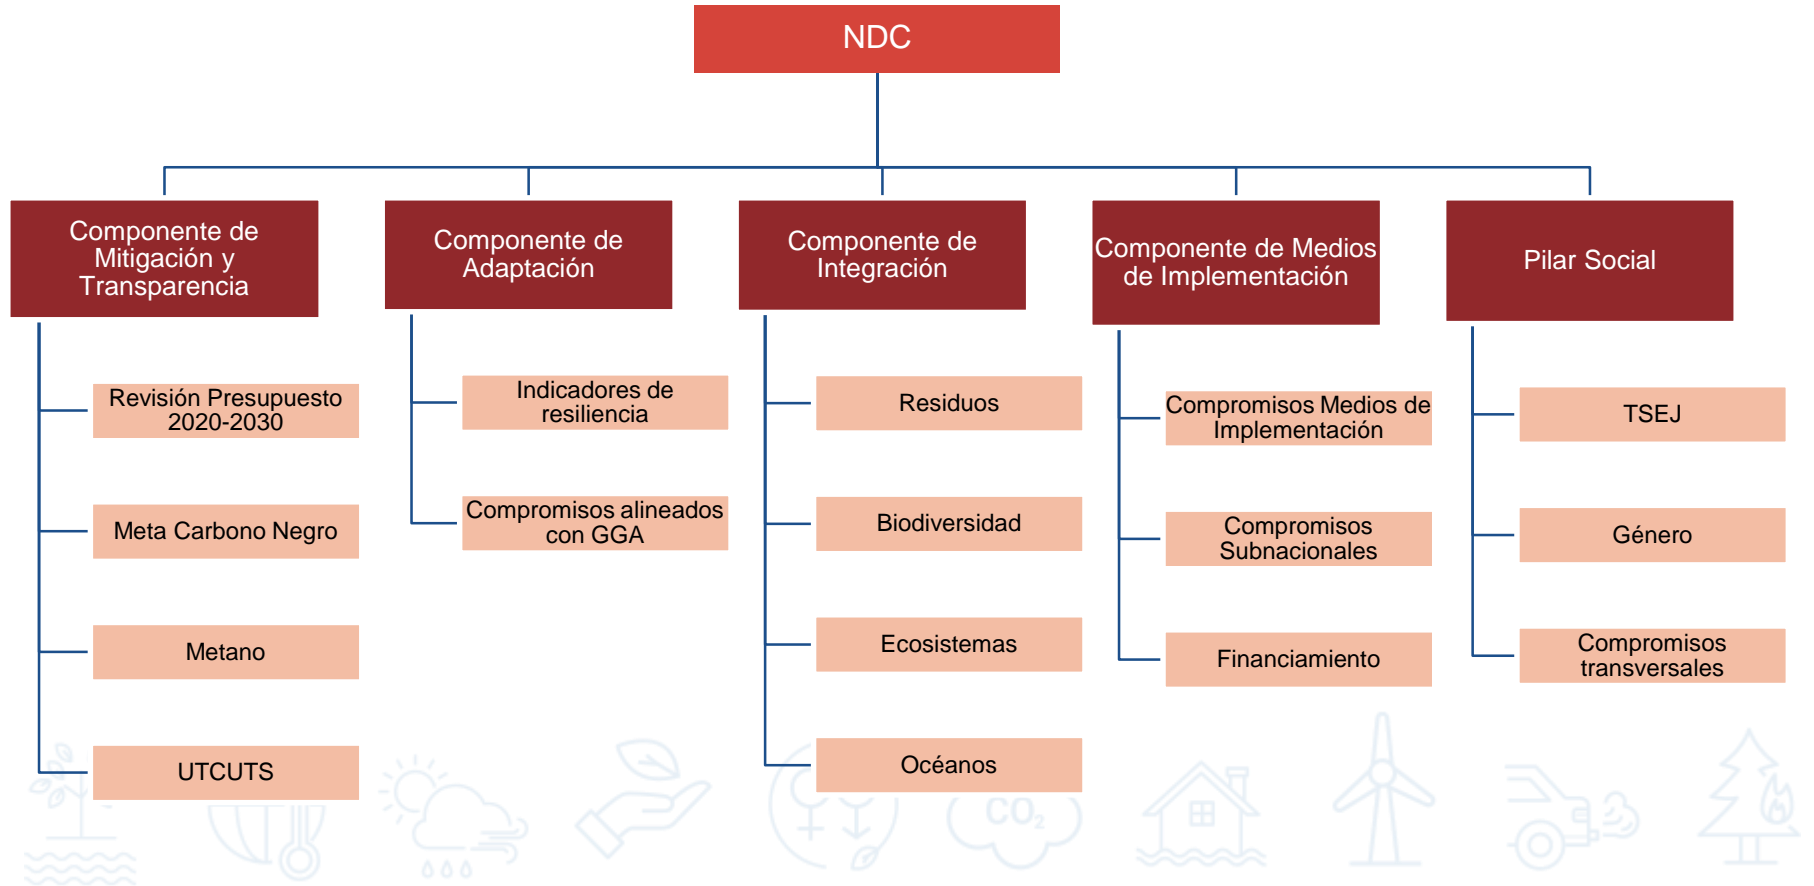 NDC
Componente de
Mitigación y
Transparencia
Revisión Presupuesto
2020-2030
Meta Carbono Negro
Metano
UTCUTS
Componente de
Adaptación
Indicadores de
resiliencia
Compromisos alineados
con GGA
Componente de
Integración
Residuos
Biodiversidad
Ecosistemas
Océanos
Componente de Medios
de Implementación
Compromisos Medios de
Implementación
Compromisos
Subnacionales
Financiamiento
Pilar Social
TSEJ
Género
Compromisos
transversales
CO₂